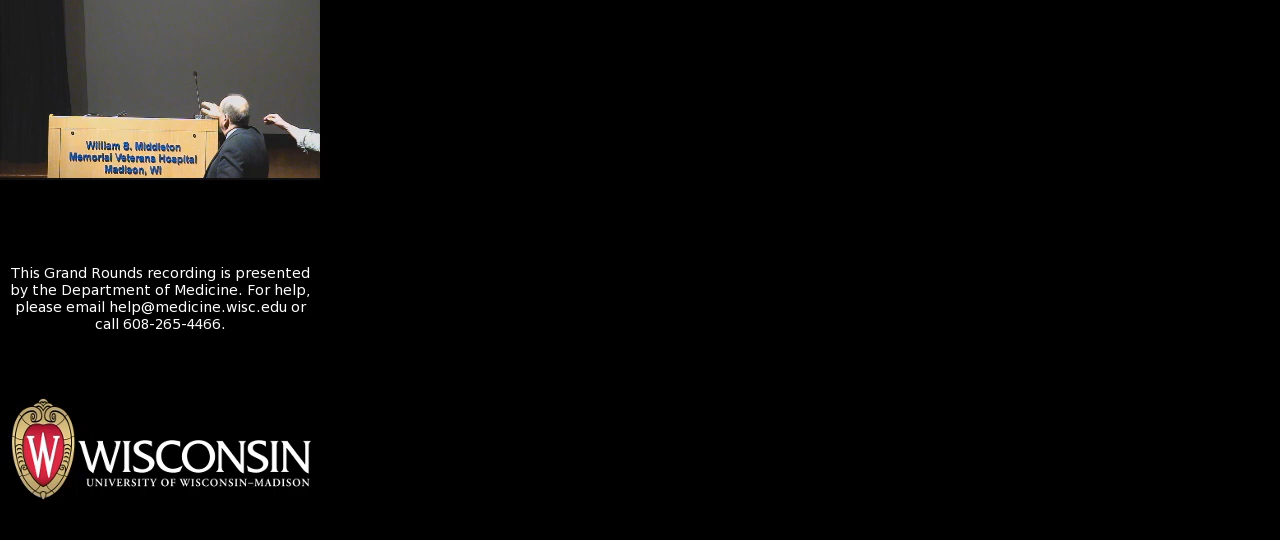 William S. Middleton
Memorial Veterans Hospital
Madison, WI
This Grand Rounds recording is presented
by the Department of Medicine. For help,
please email help@medicine.wisc.edu or
call 608-265-4466.
W
WISCONSIN
UNIVERSITY OF WISCONSIN–MADISON